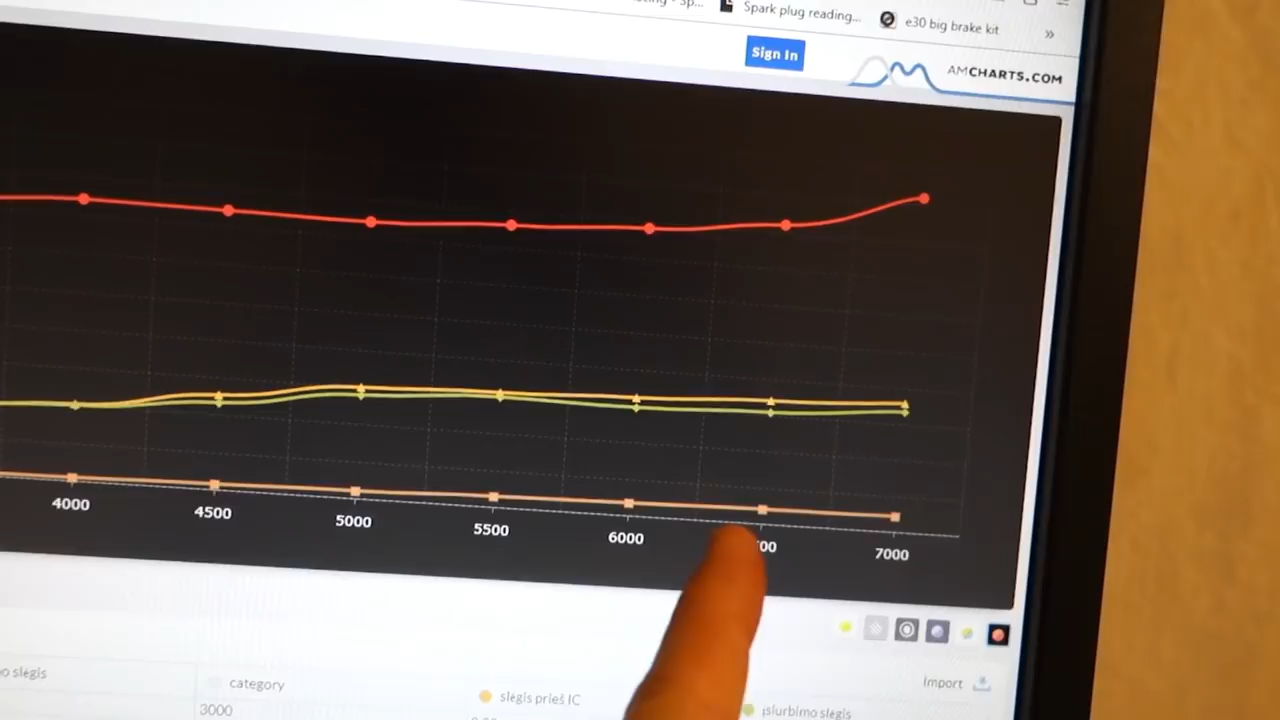 Spark plug reading...
e30 big brake kit
»
Sign In
AMCHARTS.COM
4000
4500
5000
5500
6000
7000
Import
slėgis
category
slėgis prieš IC
įsiurbimo slėgis
3000